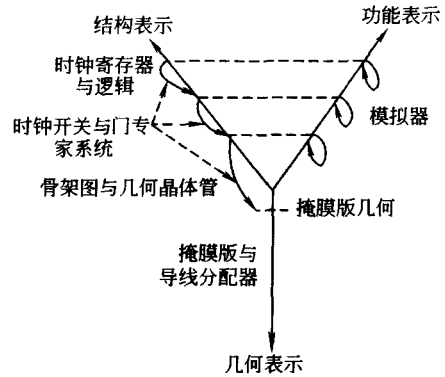 结构表示
功能表示
时钟寄存器
与逻辑
时钟开关与门专
家系统
模拟器
骨架图与几何晶体管
掩膜版几何
掩膜版与
导线分配器
几何表示